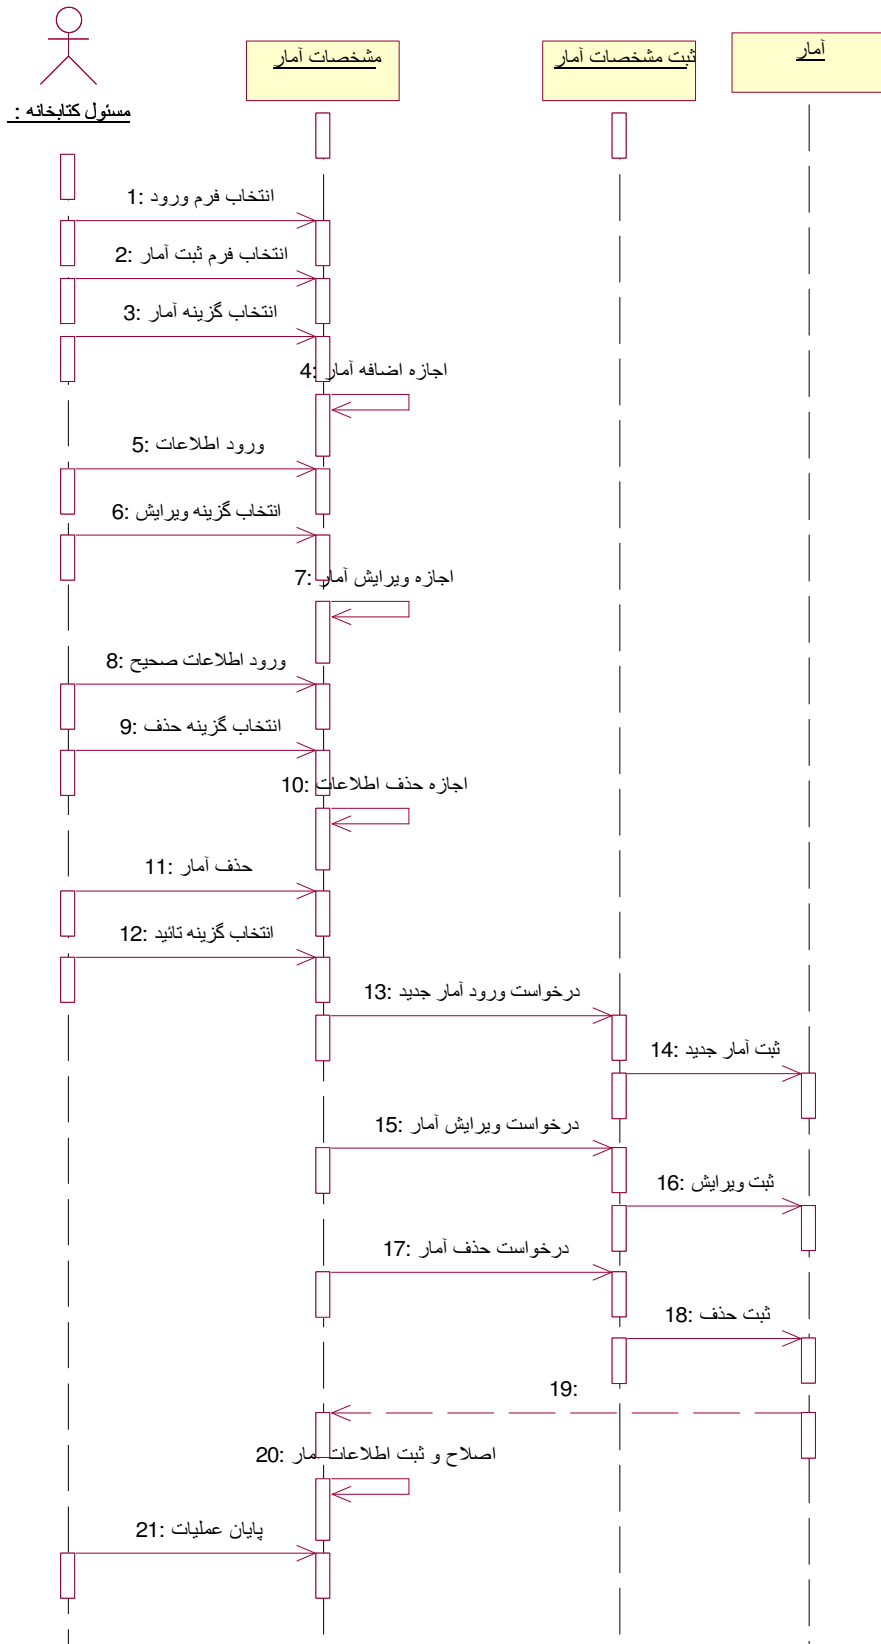 مشخصات آمار
ثبت مشخصات آمار
آمار
مسئول کتابخانه :
1: انتخاب فرم ورود
2: انتخاب فرم ثبت آمار
3: انتخاب گزینه آمار
4: اجازه اضافه آمار
5: ورود اطلاعات
6: انتخاب گزینه ویرایش
7: اجازه ویرایش آمار
8: ورود اطلاعات صحیح
9: انتخاب گزینه حذف
10: اجازه حذف اطلاعات
11: حذف آمار
12: انتخاب گزینه تائید
13: درخواست ورود آمار جدید
14: ثبت آمار جدید
15: درخواست ویرایش آمار
16: ثبت ویرایش
17: درخواست حذف آمار
18: ثبت حذف
19:
20: اصلاح و ثبت اطلاعات آمار
21: پایان عملیات